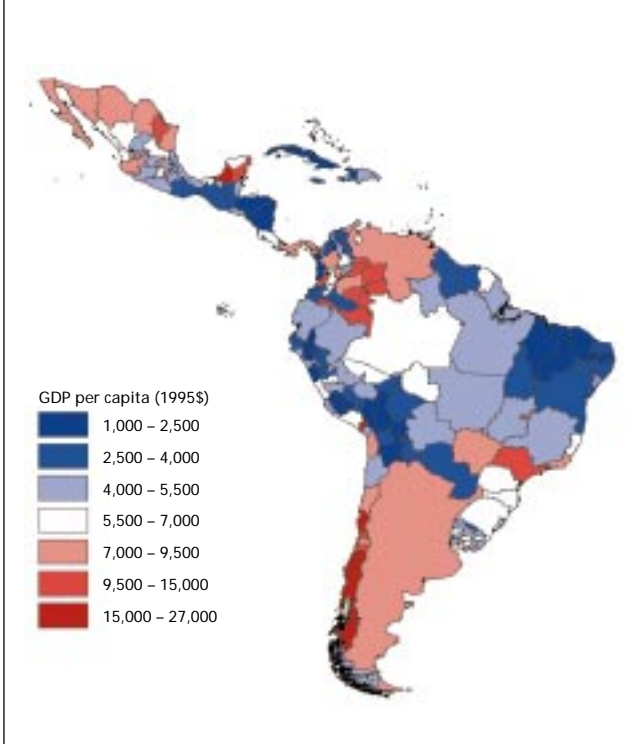 GDP per capita (1995$)
1,000 – 2,500
2,500 – 4,000
4,000 – 5,500
5,500 – 7,000
7,000 – 9,500
9,500 – 15,000
15,000 – 27,000